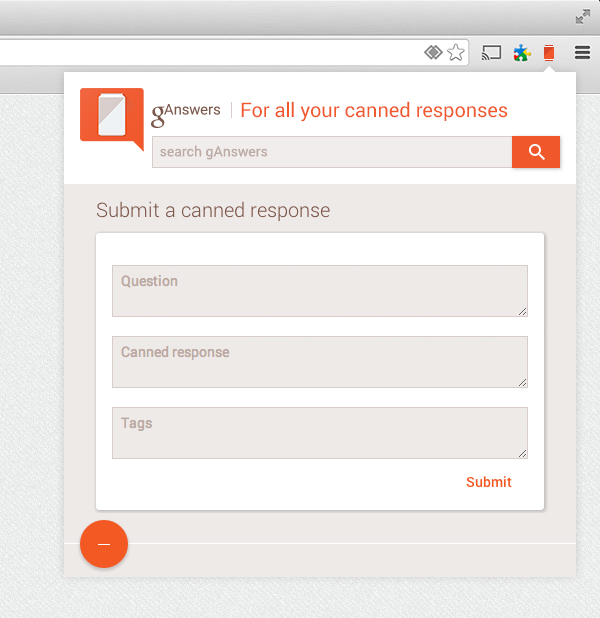 gAnswers | For all your canned responses
search gAnswers
Submit a canned response
Question
Canned response
Tags
Submit